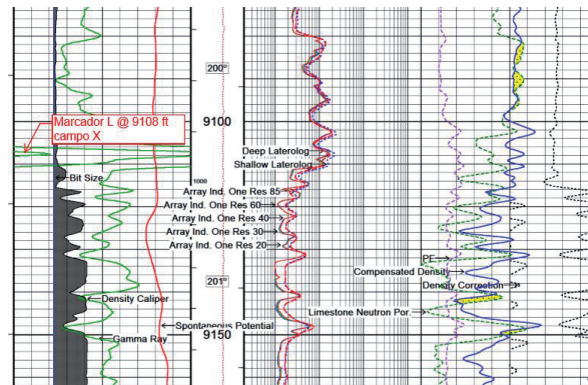 200°
9100
Marcador L @ 9108 ft
campo X
Deep Laterolog
Shallow Laterolog
Bit Size
1000
Array Ind. One Res 85
Array Ind. One Res 60
Array Ind. One Res 40
Array Ind. One Res 30
Array Ind. One Res 20
PE
Compensated Density
201°
Density Correction
Density Caliper
Limestone Neutron Por.
Spontaneous Potential
9150
Gamma Ray